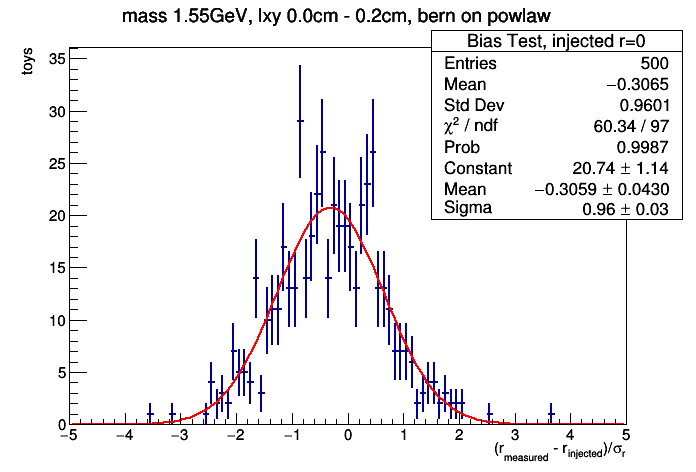 mass 1.55GeV, lxy 0.0cm - 0.2cm, bern on powlaw
Bias Test, injected r=0
Entries 500
Mean −0.3065
Std Dev 0.9601
χ² / ndf 60.34 / 97
Prob 0.9987
Constant 20.74 ± 1.14
Mean −0.3059 ± 0.0430
Sigma 0.96 ± 0.03
toys
35
30
25
20
15
10
5
0
−5 −4 −3 −2 −1 0 1 2 3 4 5
(r_measured - r_injected)/σ_r